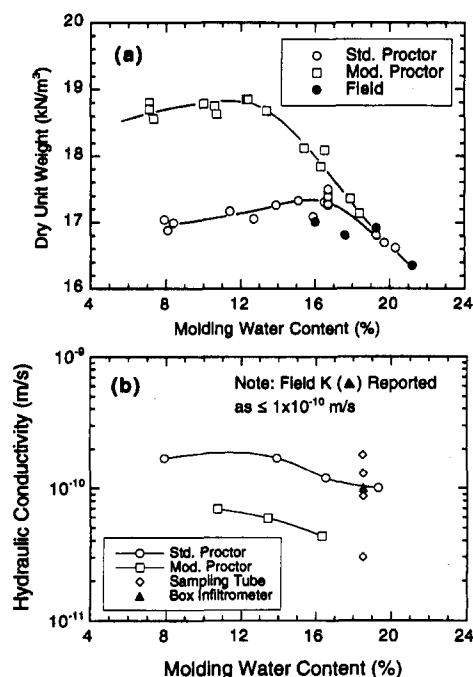 (a)
Std. Proctor
Mod. Proctor
Field
Dry Unit Weight (kN/m³)
20
19
18
17
16
4 8 12 16 20 24
Molding Water Content (%)
(b)
Note: Field K (▲) Reported
as ≤ 1x10⁻¹⁰ m/s
Hydraulic Conductivity (m/s)
10⁻⁹
10⁻¹⁰
10⁻¹¹
Std. Proctor
Mod. Proctor
Sampling Tube
Box Infiltrometer
4 8 12 16 20 24
Molding Water Content (%)